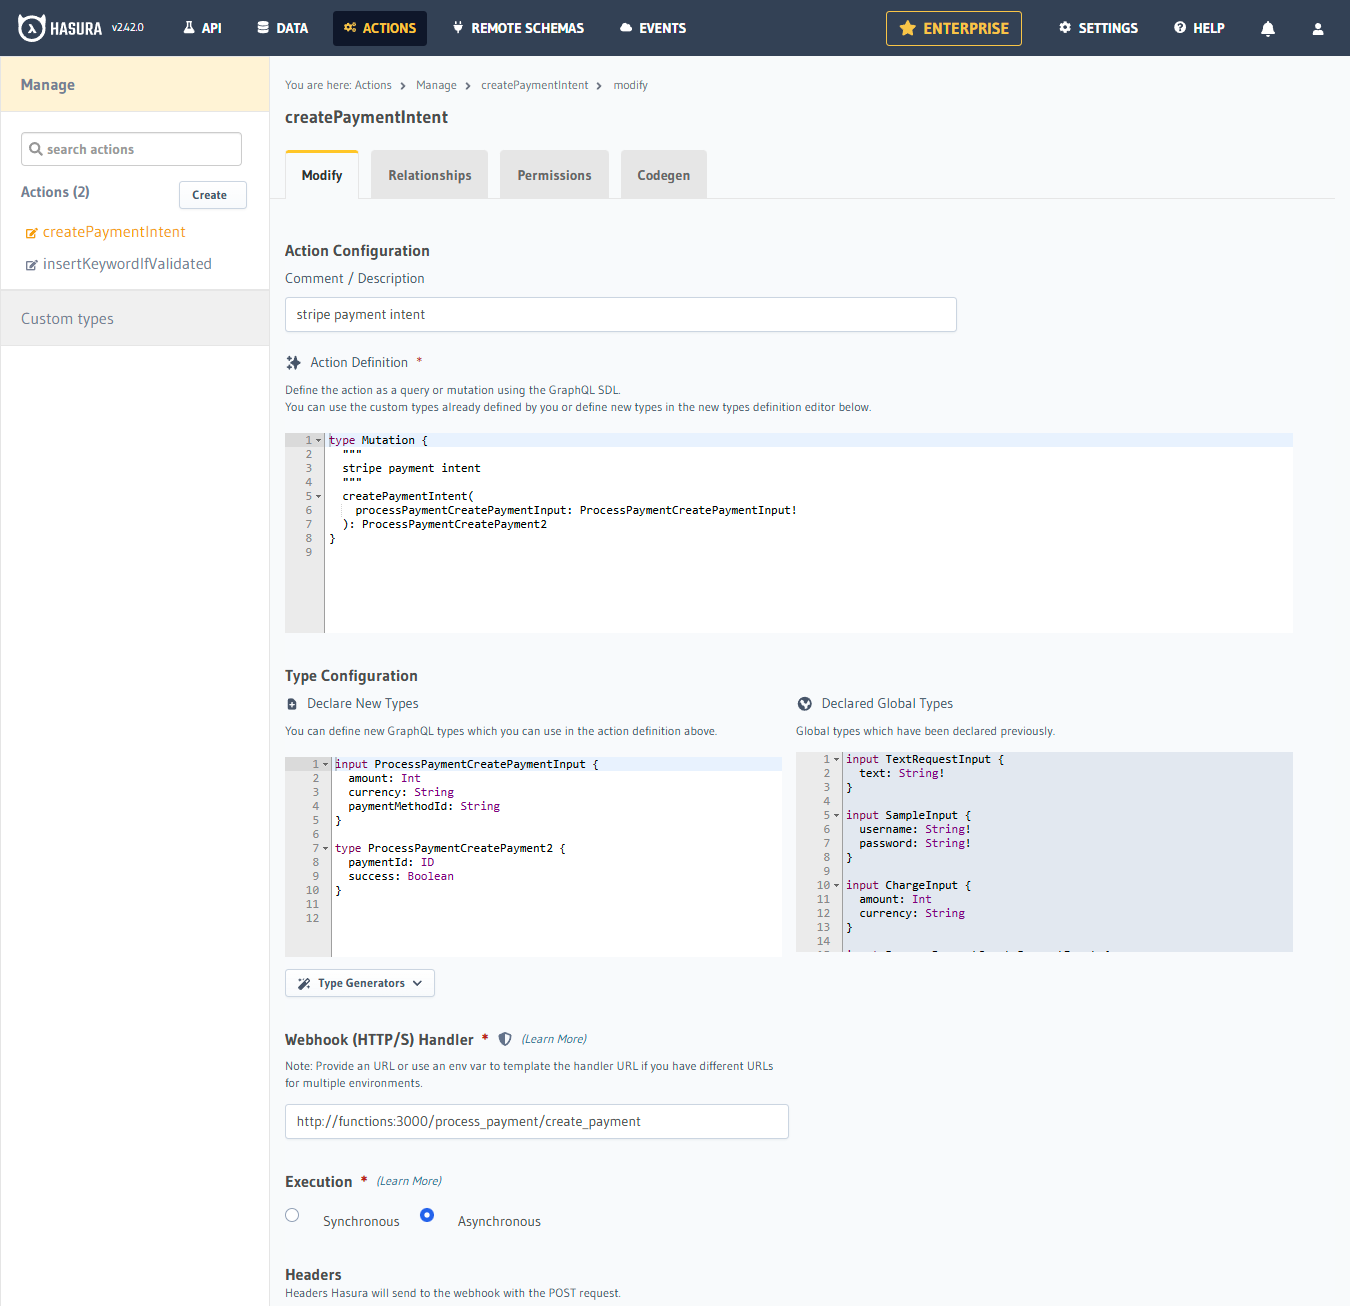 HASURA v2.42.0 API DATA ACTIONS REMOTE SCHEMAS EVENTS ENTERPRISE SETTINGS HELP
Manage
search actions
Actions (2) Create
createPaymentIntent
insertKeywordIfValidated
Custom types
You are here: Actions > Manage > createPaymentIntent > modify
createPaymentIntent
Modify Relationships Permissions Codegen
Action Configuration
Comment / Description
stripe payment intent
Action Definition *
Define the action as a query or mutation using the GraphQL SDL.
You can use the custom types already defined by you or define new types in the new types definition editor below.
1 type Mutation {
2 """
3 stripe payment intent
4 """
5 createPaymentIntent(
6 processPaymentCreatePaymentInput: ProcessPaymentCreatePaymentInput!
7 ): ProcessPaymentCreatePayment2
8 }
9
Type Configuration
Declare New Types
You can define new GraphQL types which you can use in the action definition above.
1 input ProcessPaymentCreatePaymentInput {
2 amount: Int
3 currency: String
4 paymentMethodId: String
5 }
6
7 type ProcessPaymentCreatePayment2 {
8 paymentId: ID
9 success: Boolean
10 }
11
12
Type Generators
Declared Global Types
Global types which have been declared previously.
1 input TextRequestInput {
2 text: String!
3 }
4
5 input SampleInput {
6 username: String!
7 password: String!
8 }
9
10 input ChargeInput {
11 amount: Int
12 currency: String
13 }
14
Webhook (HTTP/S) Handler * (Learn More)
Note: Provide an URL or use an env var to template the handler URL if you have different URLs
for multiple environments.
http://functions:3000/process_payment/create_payment
Execution * (Learn More)
Synchronous Asynchronous
Headers
Headers Hasura will send to the webhook with the POST request.